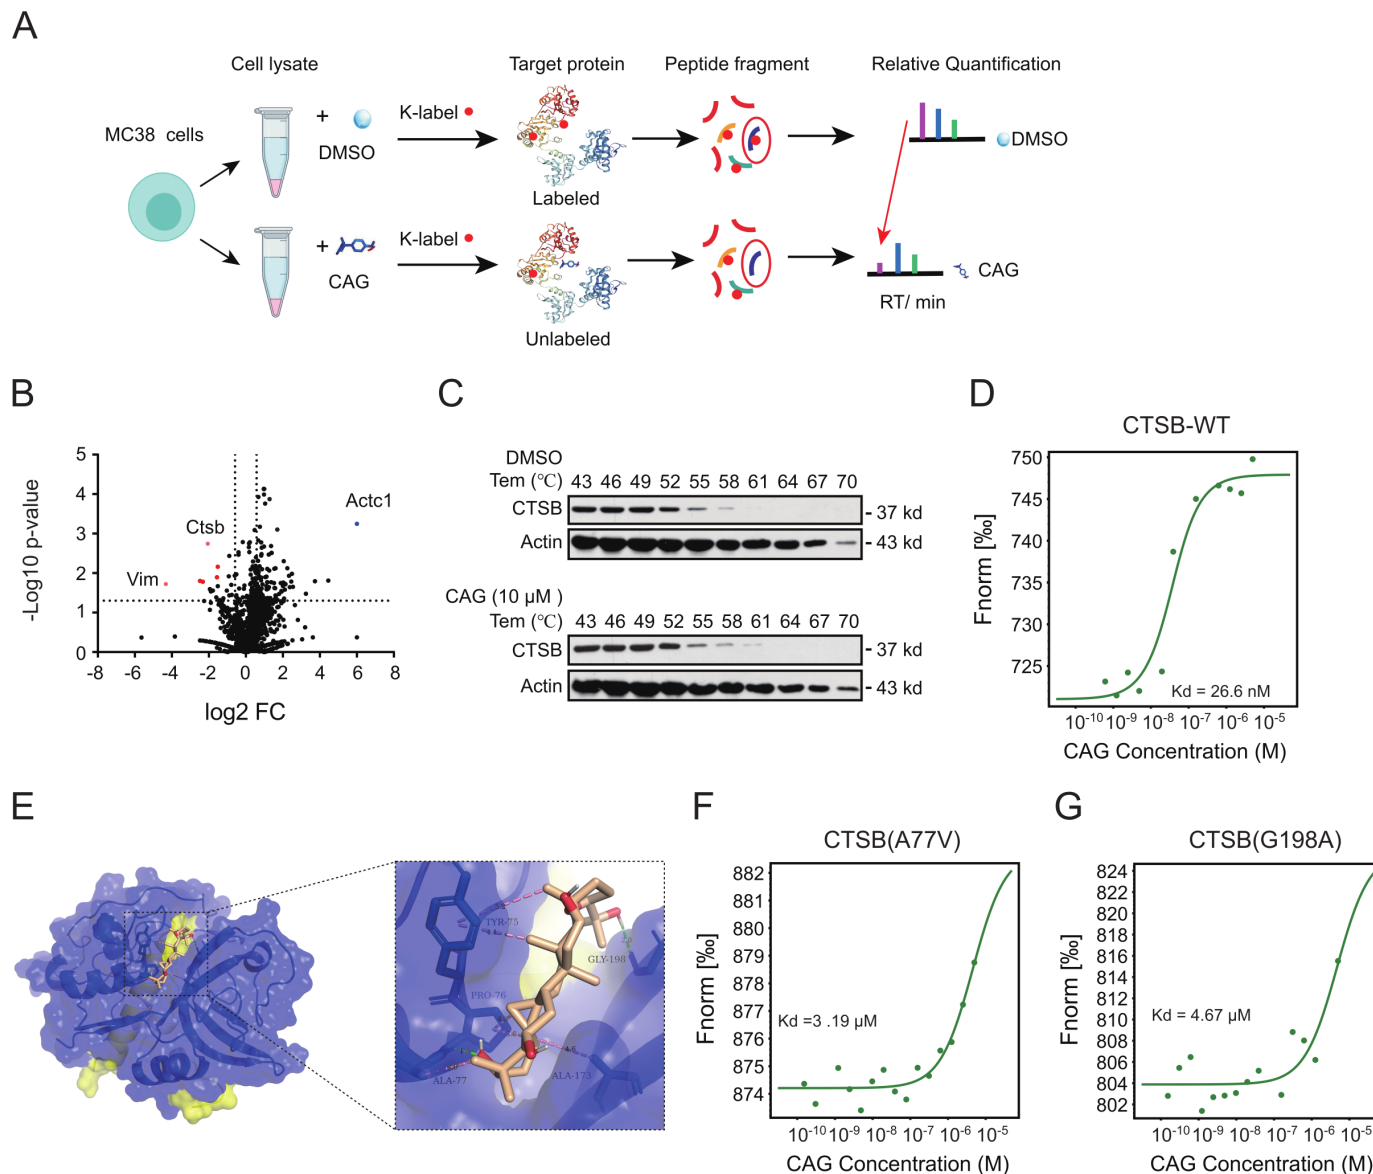 A
Cell lysate
Target protein
Peptide fragment
Relative Quantification
MC38 cells
+
DMSO
K-label
Labeled
DMSO
+
CAG
K-label
Unlabeled
CAG
RT/ min
B
-Log10 p-value
5
4
3
2
1
0
-8 -6 -4 -2 0 2 4 6 8
log2 FC
Ctsb
Vim
Actc1
C
DMSO
Tem (℃) 43 46 49 52 55 58 61 64 67 70
CTSB - 37 kd
Actin - 43 kd
CAG (10 μM )
Tem (℃) 43 46 49 52 55 58 61 64 67 70
CTSB - 37 kd
Actin - 43 kd
D
CTSB-WT
Fnorm [‰]
750
745
740
735
730
725
Kd = 26.6 nM
10-10 10-9 10-8 10-7 10-6 10-5
CAG Concentration (M)
E
TYR-75
GLY-198
PRO-76
ALA-77
ALA-173
F
CTSB(A77V)
Fnorm [‰]
882
881
880
879
878
877
876
875
874
Kd =3 .19 μM
10-10 10-9 10-8 10-7 10-6 10-5
CAG Concentration (M)
G
CTSB(G198A)
Fnorm [‰]
824
822
820
818
816
814
812
810
808
806
804
802
Kd = 4.67 μM
10-10 10-9 10-8 10-7 10-6 10-5
CAG Concentration (M)